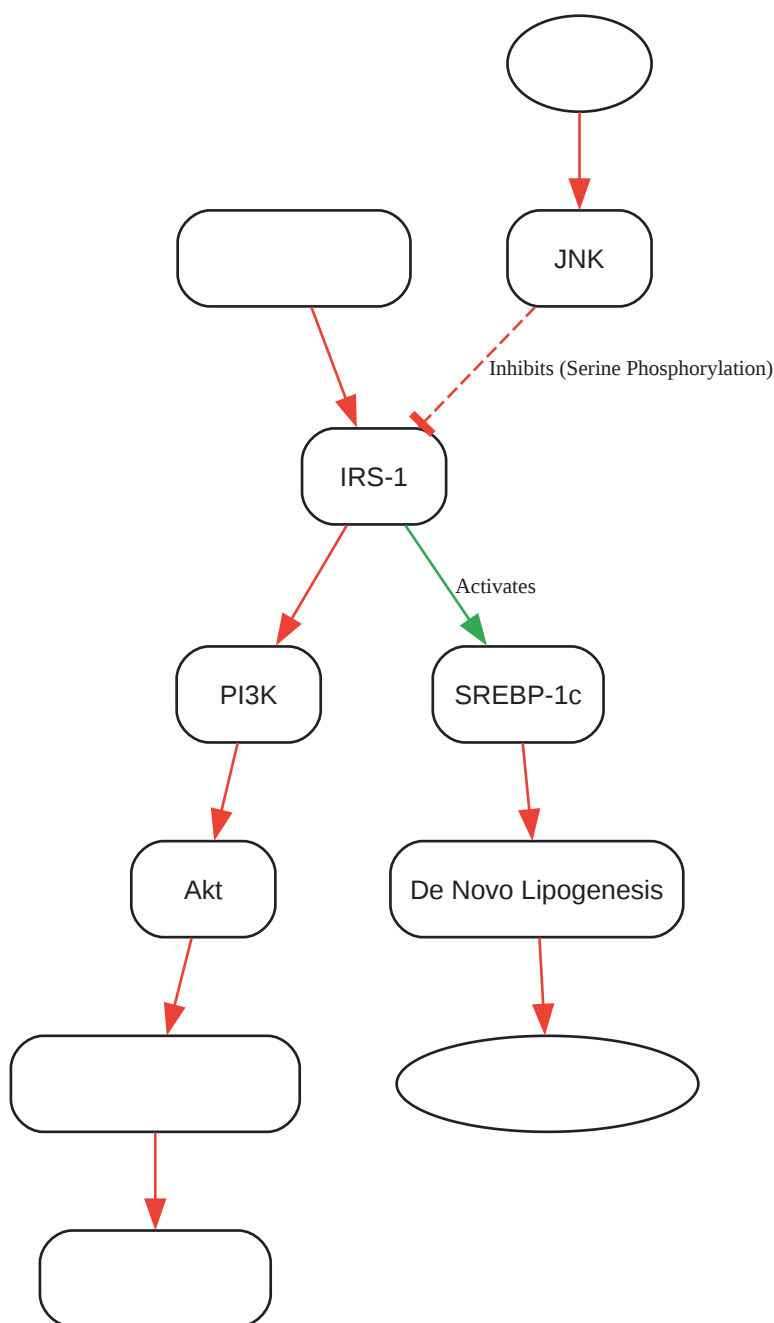 JNK
Inhibits (Serine Phosphorylation)
IRS-1
Activates
PI3K
SREBP-1c
Akt
De Novo Lipogenesis